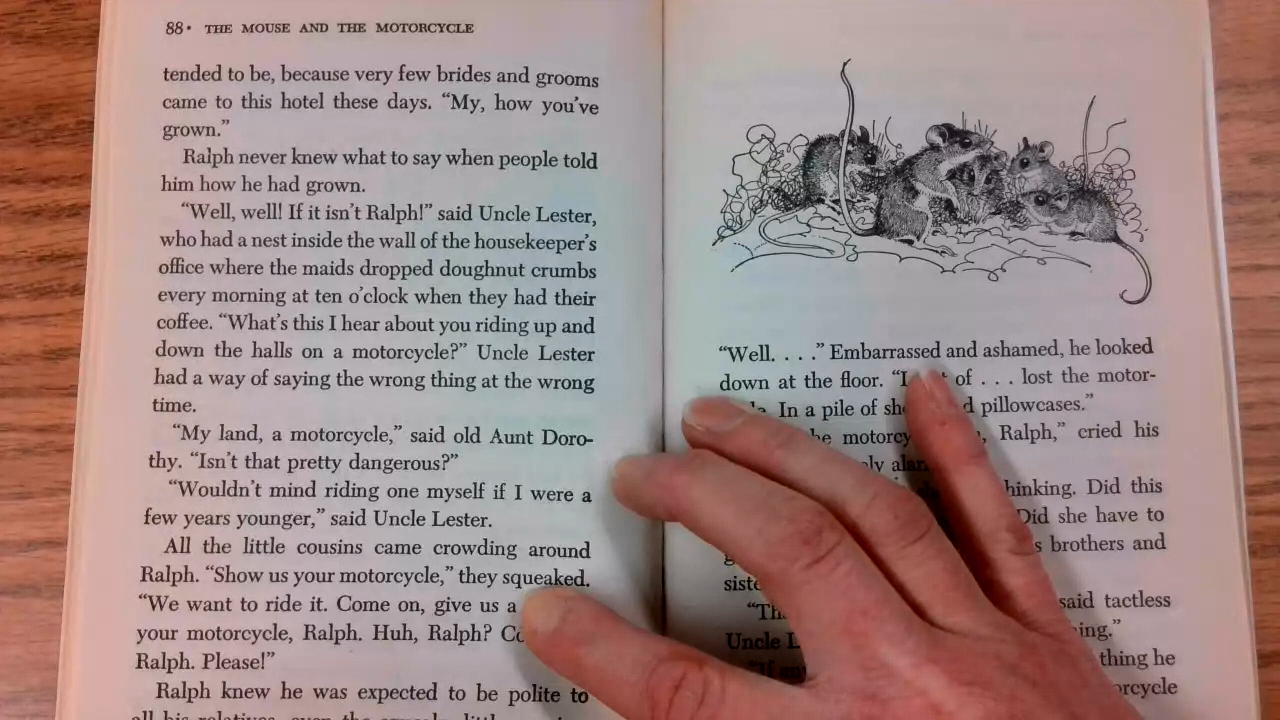 88• THE MOUSE AND THE MOTORCYCLE
tended to be, because very few brides and grooms
came to this hotel these days. “My, how you’ve
grown.”
Ralph never knew what to say when people told
him how he had grown.
“Well, well! If it isn’t Ralph!” said Uncle Lester,
who had a nest inside the wall of the housekeeper’s
office where the maids dropped doughnut crumbs
every morning at ten o’clock when they had their
coffee. “What’s this I hear about you riding up and
down the halls on a motorcycle?” Uncle Lester
had a way of saying the wrong thing at the wrong
time.
“My land, a motorcycle,” said old Aunt Doro-
thy. “Isn’t that pretty dangerous?”
“Wouldn’t mind riding one myself if I were a
few years younger,” said Uncle Lester.
All the little cousins came crowding around
Ralph. “Show us your motorcycle,” they squeaked.
“We want to ride it. Come on, give us a
your motorcycle, Ralph. Huh, Ralph?
Ralph. Please!”
Ralph knew he was expected to be polite to
all his relatives, even the
“Well. . . .” Embarrassed and ashamed, he looked
down at the floor. “I of . . . lost the motor-
In a pile of pillowcases.”
motorcy Ralph,” cried his
thinking. Did this
Did she have to
brothers and
said tactless
Uncle
“If
thing he